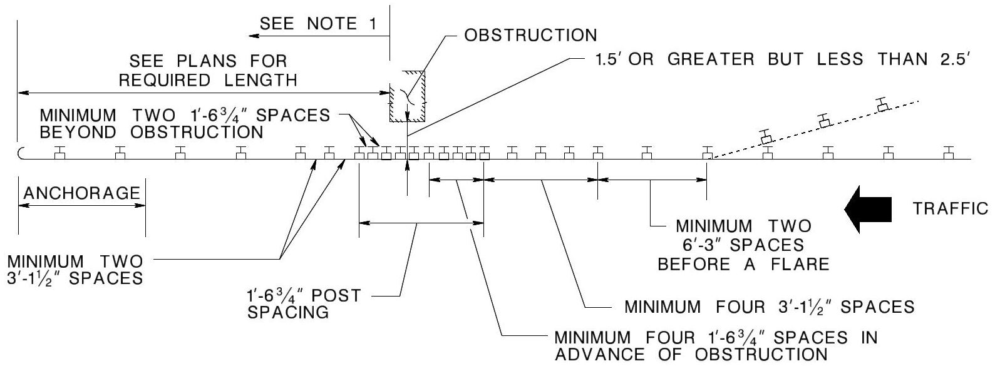 SEE NOTE 1
OBSTRUCTION
1.5' OR GREATER BUT LESS THAN 2.5'
SEE PLANS FOR
REQUIRED LENGTH
MINIMUM TWO 1'-6¾" SPACES
BEYOND OBSTRUCTION
ANCHORAGE
TRAFFIC
MINIMUM TWO
6'-3" SPACES
BEFORE A FLARE
MINIMUM TWO
3'-1½" SPACES
1'-6¾" POST
SPACING
MINIMUM FOUR 3'-1½" SPACES
MINIMUM FOUR 1'-6¾" SPACES IN
ADVANCE OF OBSTRUCTION